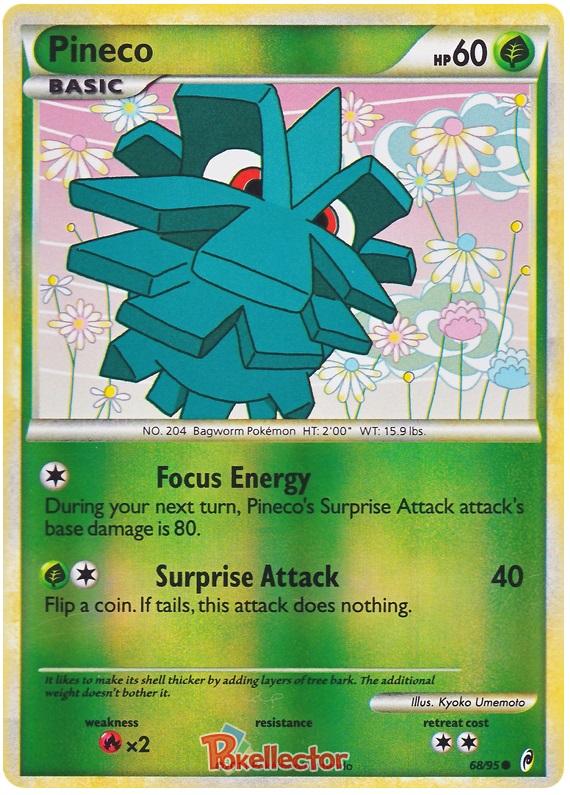 Pineco
HP60
BASIC
NO. 204 Bagworm Pokémon HT: 2'00" WT: 15.9 lbs.
Focus Energy
During your next turn, Pineco's Surprise Attack attack's
base damage is 80.
Surprise Attack 40
Flip a coin. If tails, this attack does nothing.
It likes to make its shell thicker by adding layers of tree bark. The additional
weight doesn't bother it.
Illus. Kyoko Umemoto
weakness resistance retreat cost
×2
Pokellector
68/95